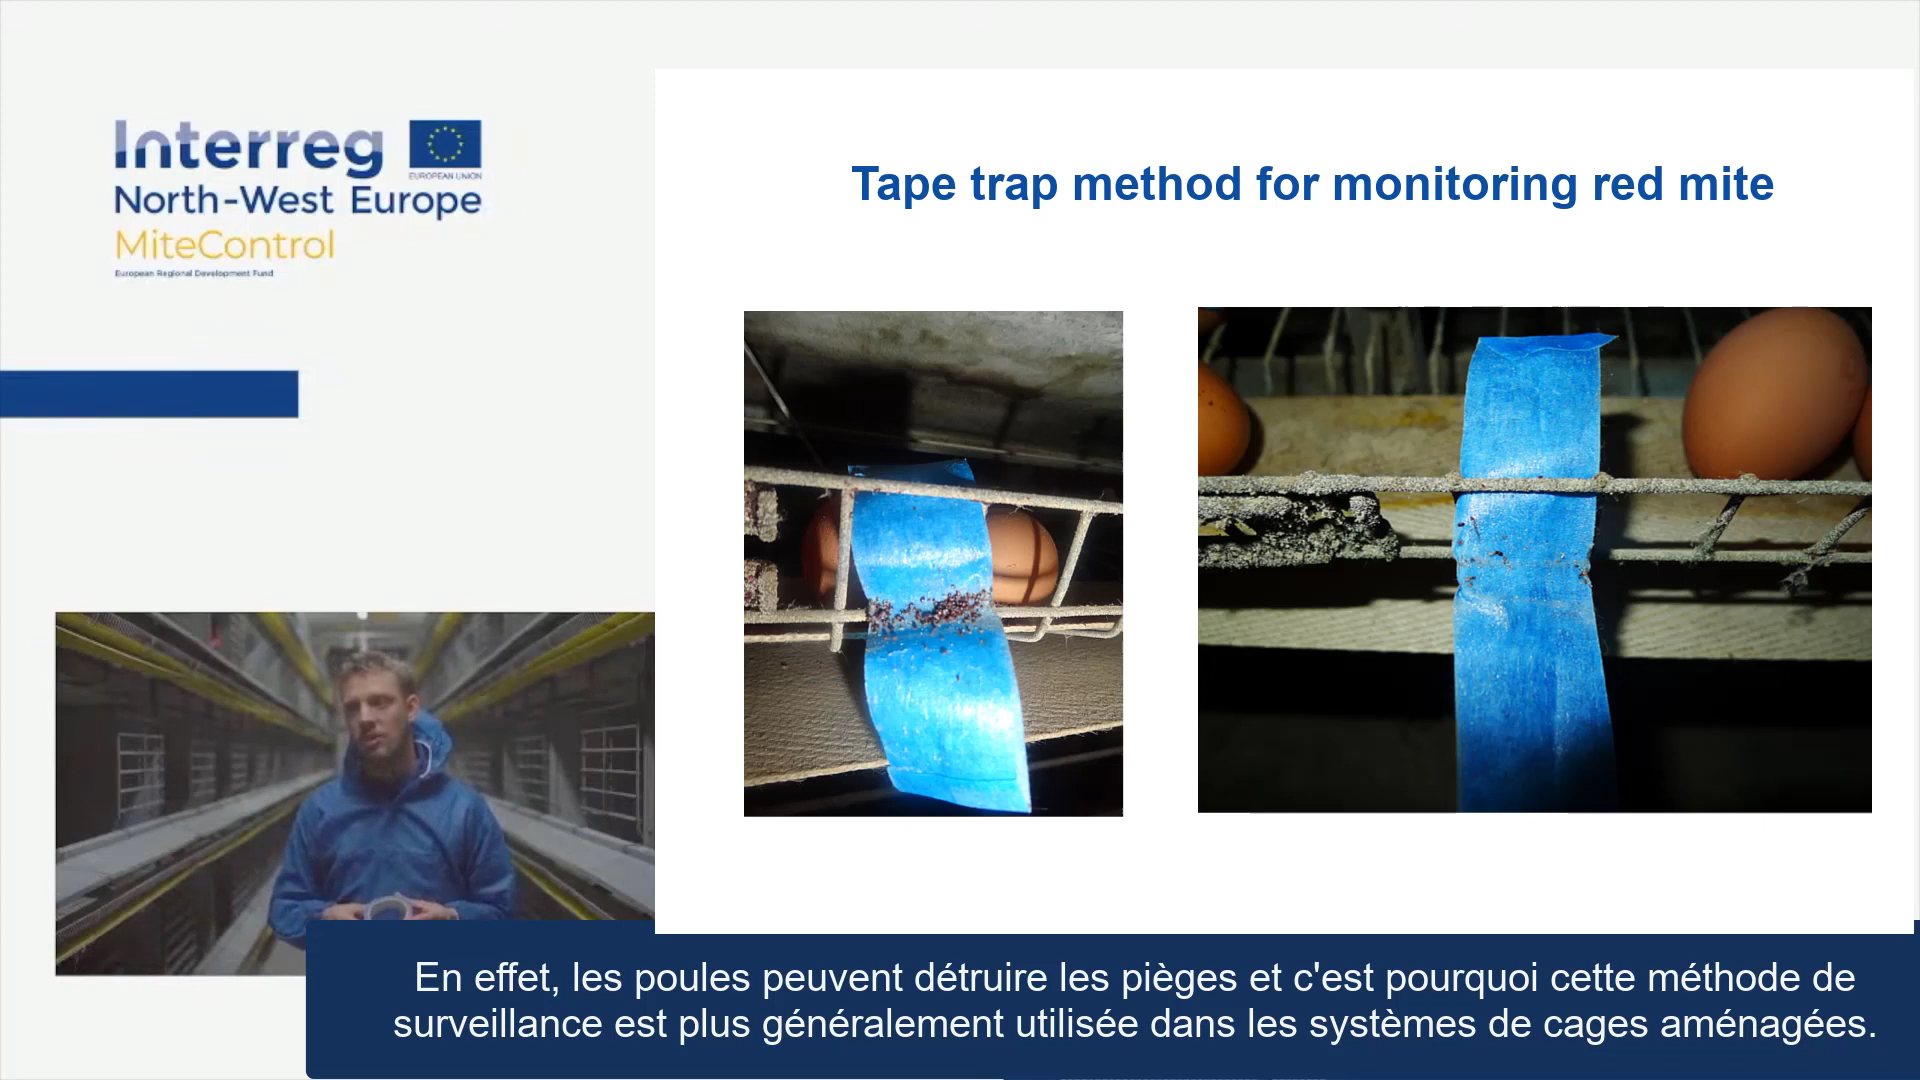 Interreg
EUROPEAN UNION
North-West Europe
MiteControl
European Regional Development Fund
Tape trap method for monitoring red mite
En effet, les poules peuvent détruire les pièges et c'est pourquoi cette méthode de
surveillance est plus généralement utilisée dans les systèmes de cages aménagées.